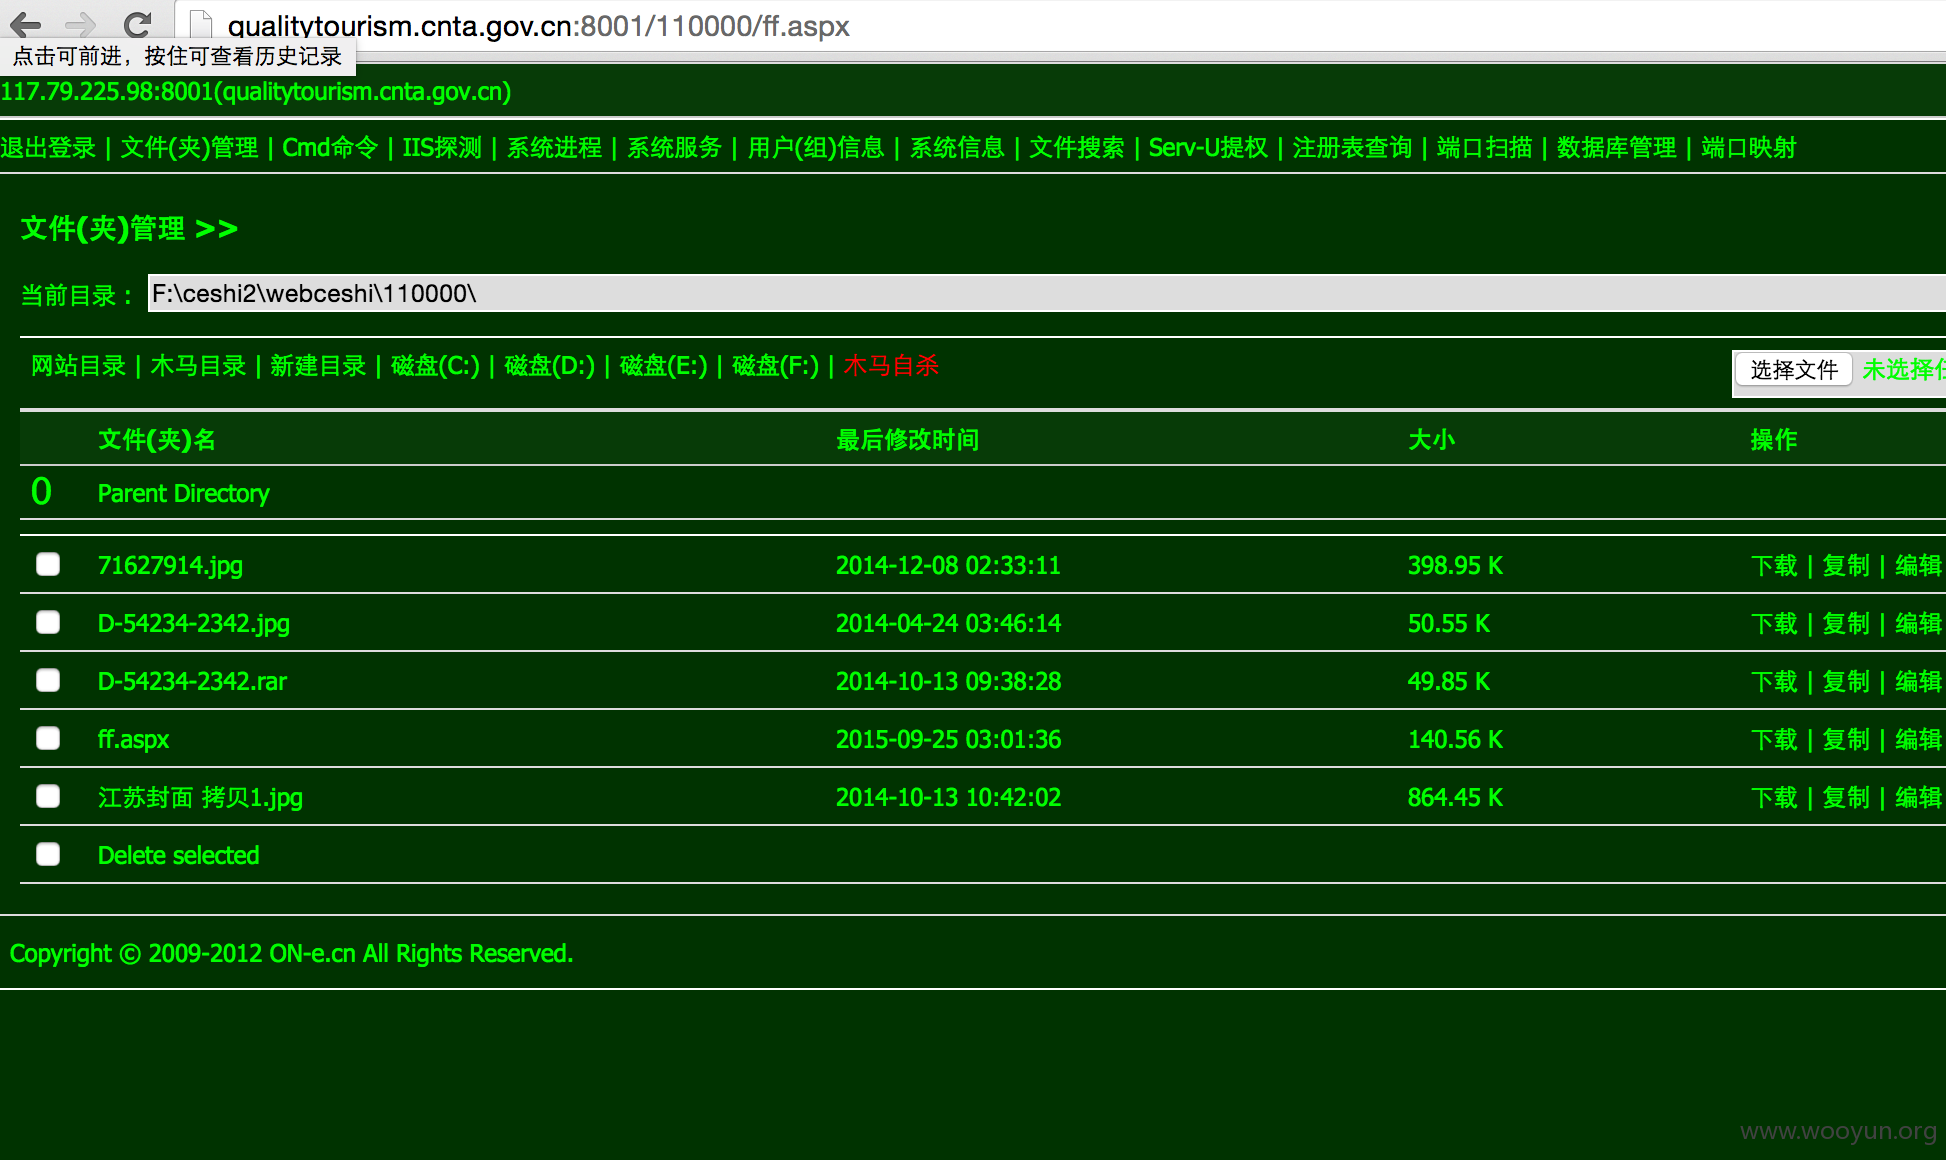 qualitytourism.cnta.gov.cn:8001/110000/ff.aspx
点击可前进，按住可查看历史记录
117.79.225.98:8001(qualitytourism.cnta.gov.cn)
退出登录 | 文件(夹)管理 | Cmd命令 | IIS探测 | 系统进程 | 系统服务 | 用户(组)信息 | 系统信息 | 文件搜索 | Serv-U提权 | 注册表查询 | 端口扫描 | 数据库管理 | 端口映射
文件(夹)管理 >>
当前目录： F:\ceshi2\webceshi\110000\
网站目录 | 木马目录 | 新建目录 | 磁盘(C:) | 磁盘(D:) | 磁盘(E:) | 磁盘(F:) | 木马自杀 选择文件 未选择
文件(夹)名 最后修改时间 大小 操作
0 Parent Directory
71627914.jpg 2014-12-08 02:33:11 398.95 K 下载 | 复制 | 编辑
D-54234-2342.jpg 2014-04-24 03:46:14 50.55 K 下载 | 复制 | 编辑
D-54234-2342.rar 2014-10-13 09:38:28 49.85 K 下载 | 复制 | 编辑
ff.aspx 2015-09-25 03:01:36 140.56 K 下载 | 复制 | 编辑
江苏封面 拷贝1.jpg 2014-10-13 10:42:02 864.45 K 下载 | 复制 | 编辑
Delete selected
Copyright © 2009-2012 ON-e.cn All Rights Reserved.
www.wooyun.org